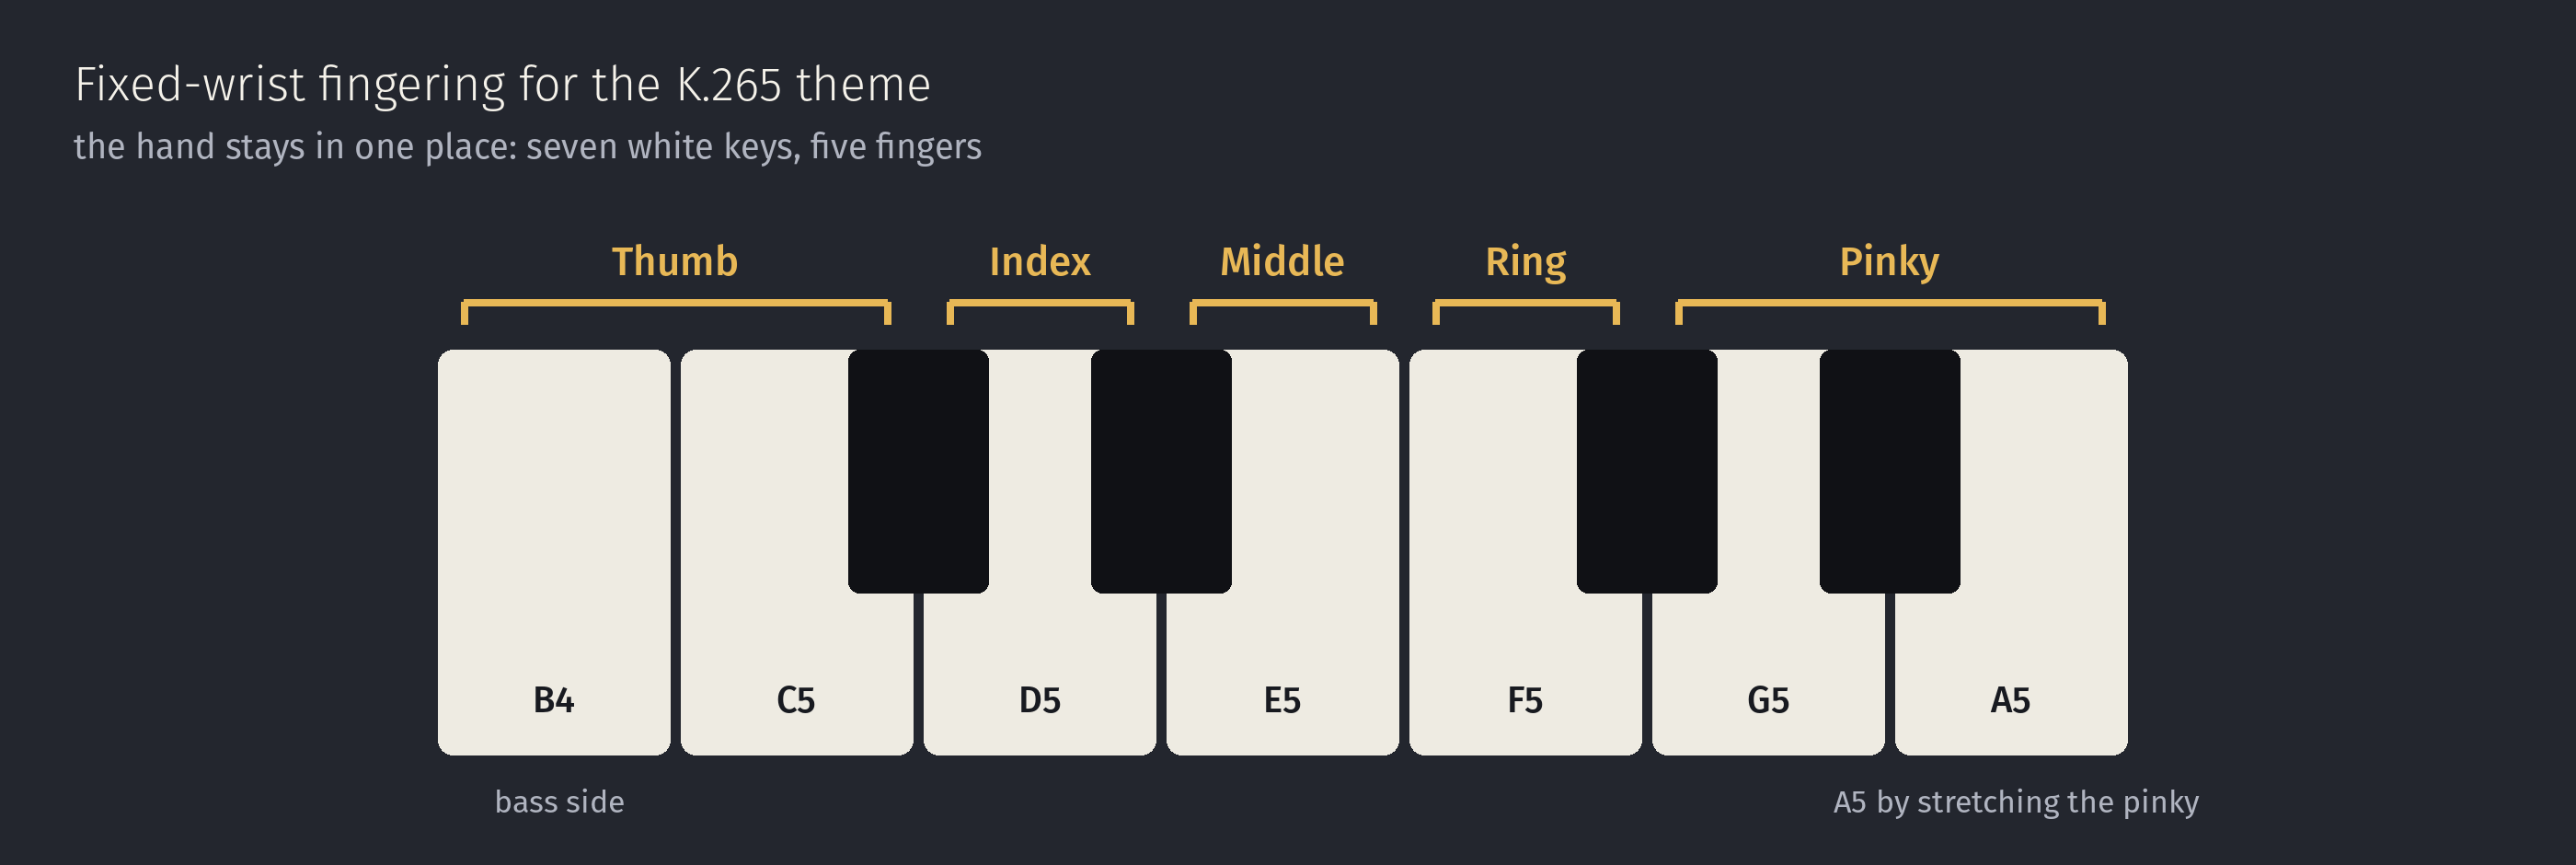 Fixed-wrist fingering for the K.265 theme
the hand stays in one place: seven white keys, five fingers
Thumb Index Middle Ring Pinky
B4 C5 D5 E5 F5 G5 A5
bass side A5 by stretching the pinky